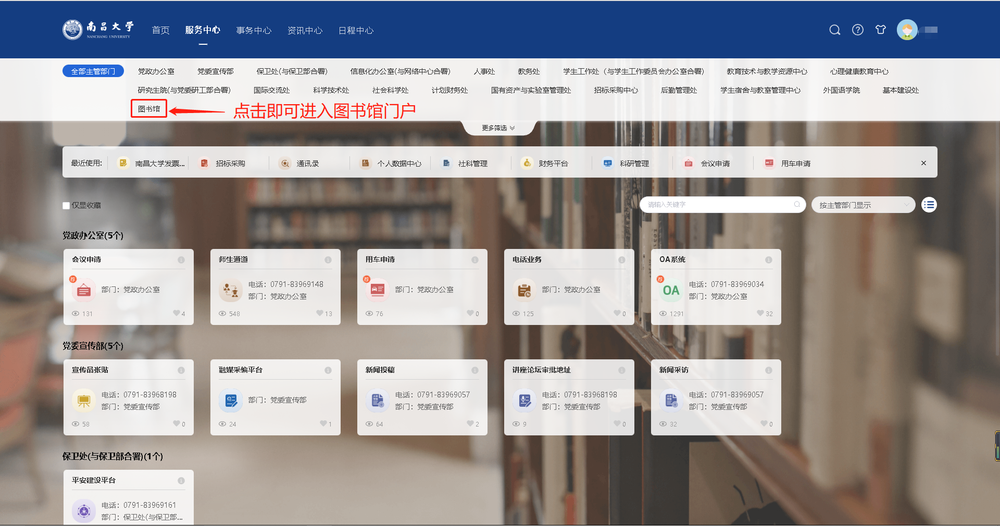 南昌大学
NANCHANG UNIVERSITY
首页 服务中心 事务中心 资讯中心 日程中心
全部主管部门 党政办公室 党委宣传部 保卫处(与保卫部合署) 信息化办公室(与网络中心合署) 人事处 教务处 学生工作处（与学生工作委员会办公室合署） 教育技术与教学资源中心 心理健康教育中心
研究生院(与党委研工部合署) 国际交流处 科学技术处 社会科学处 计划财务处 国有资产与实验室管理处 招标采购中心 后勤管理处 学生宿舍与教室管理中心 外国语学院 基本建设处
图书馆 点击即可进入图书馆门户
更多筛选
最近使用: 南昌大学发票... 招标采购 通讯录 个人数据中心 社科管理 财务平台 科研管理 会议申请 用车申请
仅显收藏 请输入关键字 按主管部门显示
党政办公室(5个)
会议申请
荐
部门：党政办公室
131 4
师生通道
电话：0791-83969148
部门：党政办公室
548 13
用车申请
荐
部门：党政办公室
76 0
电话业务
部门：党政办公室
125 0
OA系统
荐
OA
电话：0791-83969034
部门：党政办公室
1291 32
党委宣传部(5个)
宣传品张贴
电话：0791-83968198
部门：党委宣传部
58 0
融媒采编平台
部门：党委宣传部
24 1
新闻投稿
电话：0791-83969057
部门：党委宣传部
64 2
讲座论坛审批地址
电话：0791-83968198
部门：党委宣传部
9 0
新闻采访
电话：0791-83969057
部门：党委宣传部
32 0
保卫处(与保卫部合署)(1个)
平安建设平台
电话：0791-83969161
部门：保卫处(与保卫部...